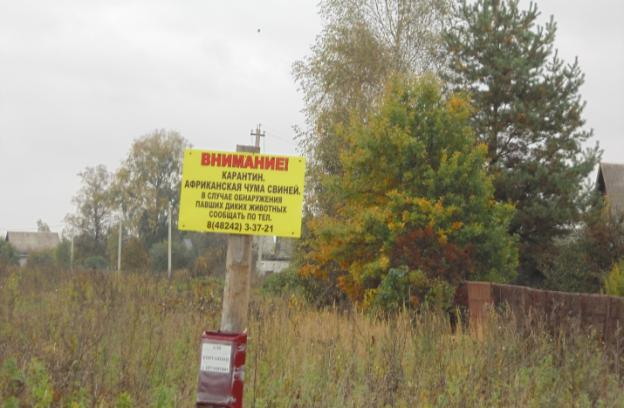 ВНИМАНИЕ!
КАРАНТИН.
АФРИКАНСКАЯ ЧУМА СВИНЕЙ.
В СЛУЧАЕ ОБНАРУЖЕНИЯ
ПАВШИХ ДИКИХ ЖИВОТНЫХ
СООБЩАТЬ ПО ТЕЛ.
8(48242) 3-37-21